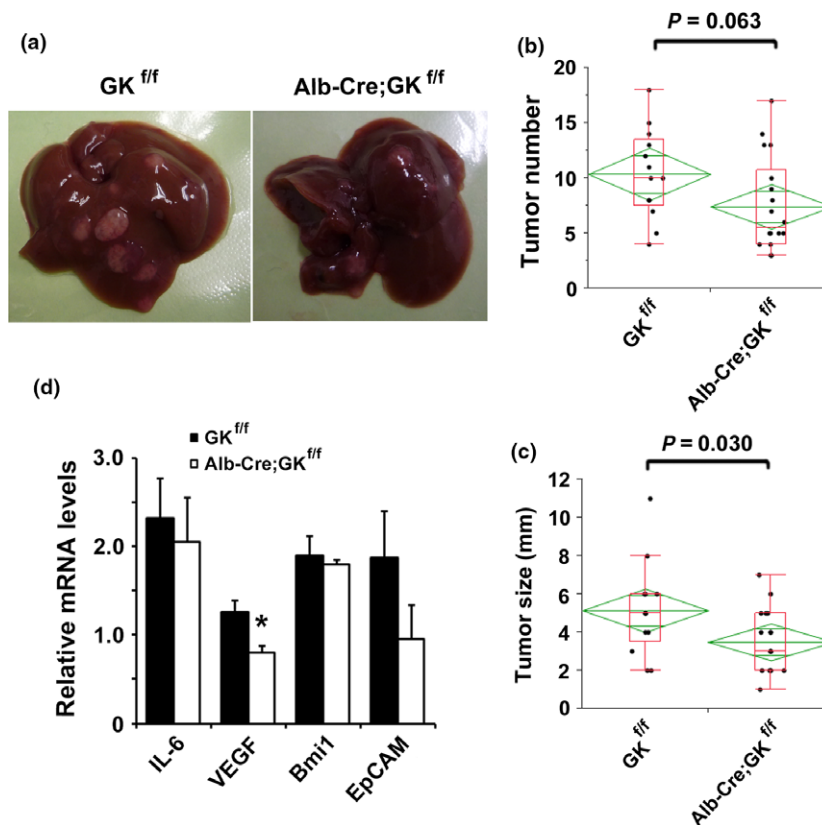 (a)
GK f/f
Alb-Cre;GK f/f
(b)
P = 0.063
Tumor number
20
15
10
5
0
GK f/f
Alb-Cre;GK f/f
(d)
GK f/f
Alb-Cre;GK f/f
Relative mRNA levels
3.0
2.0
1.0
0
*
IL-6
VEGF
Bmi1
EpCAM
(c)
P = 0.030
Tumor size (mm)
12
10
8
6
4
2
0
GK f/f
Alb-Cre;GK f/f